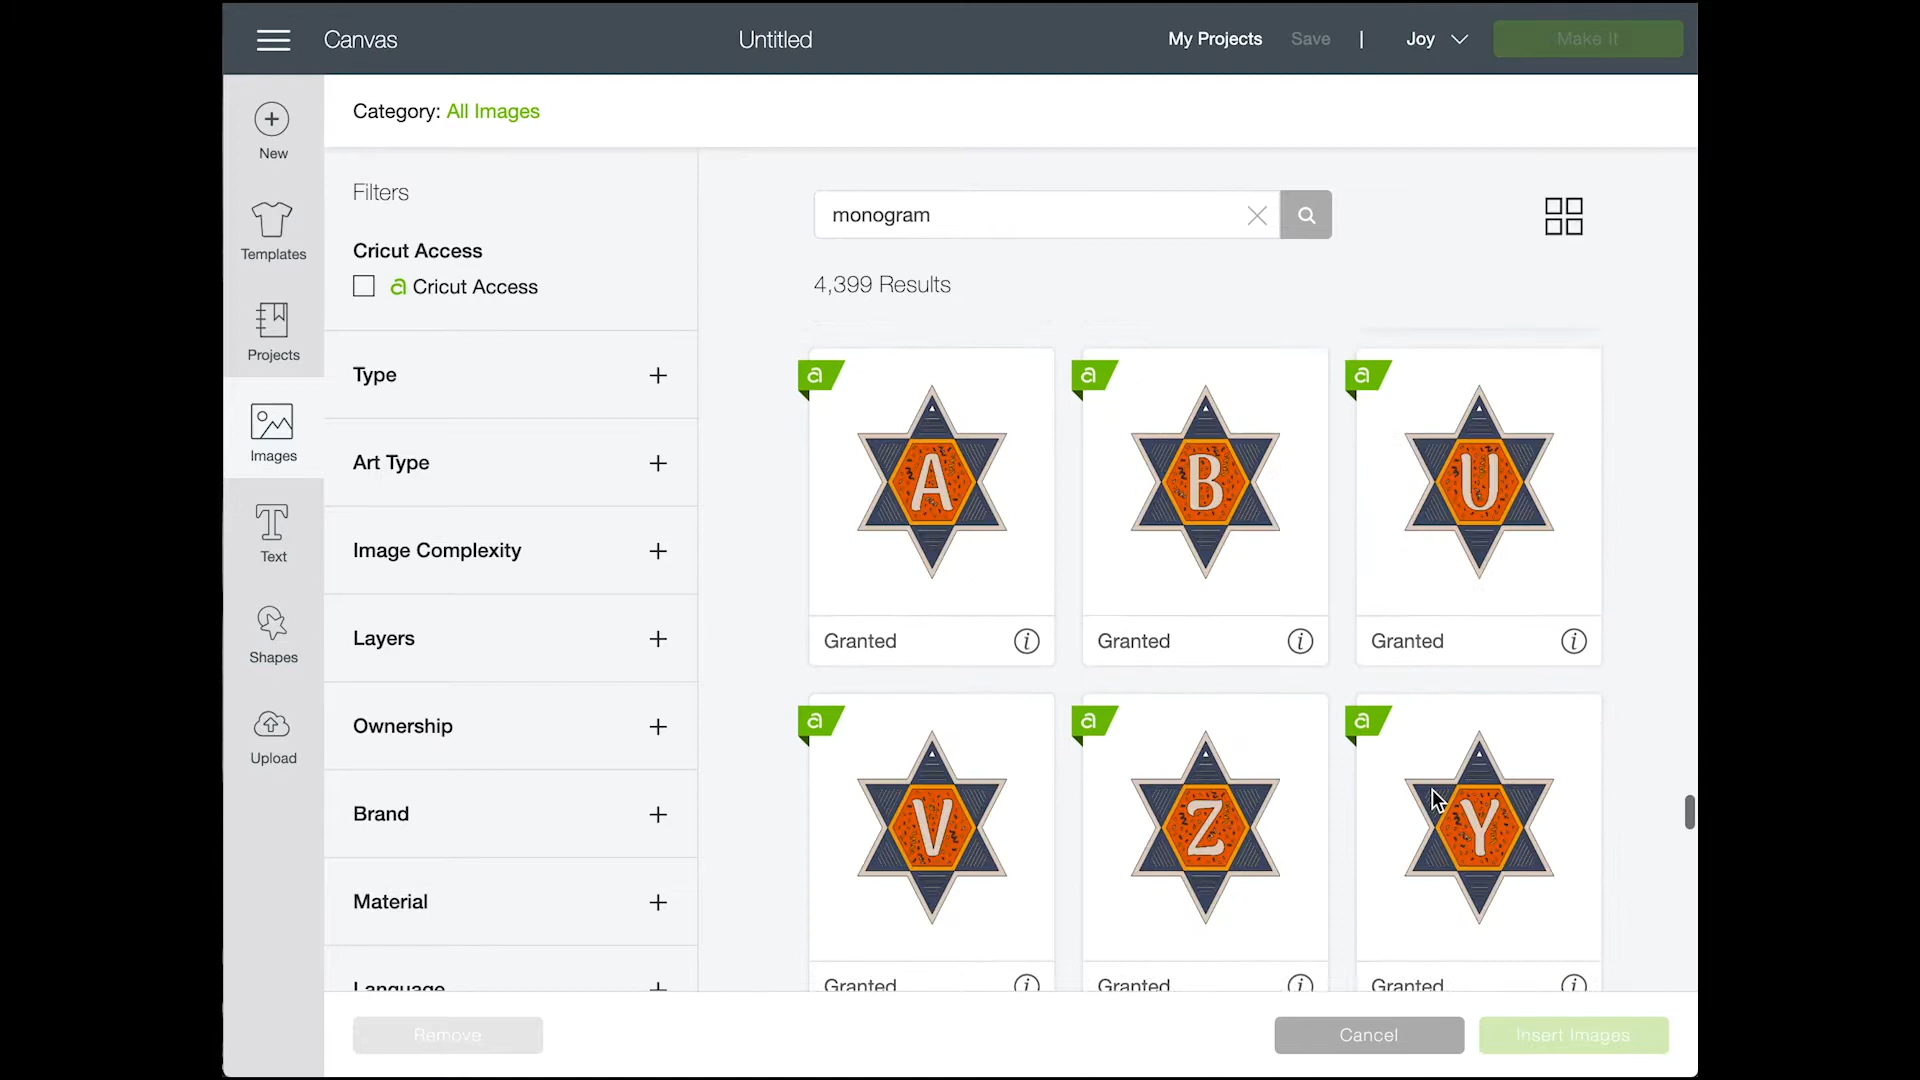 Canvas
Untitled
My Projects
Save
|
Joy
Make It
New
Templates
Projects
Images
Text
Shapes
Upload
Category: All Images
Filters
Cricut Access
a Cricut Access
Type
Art Type
Image Complexity
Layers
Ownership
Brand
Material
Language
monogram
4,399 Results
a
A
Granted
a
B
Granted
a
U
Granted
a
V
Granted
a
Z
Granted
a
Y
Granted
Remove
Cancel
Insert Images